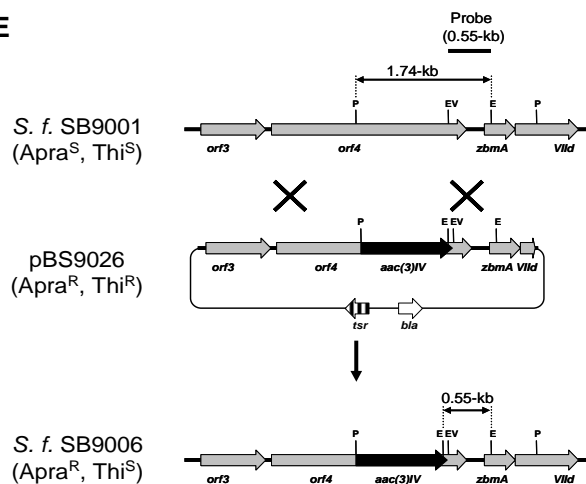 E
Probe
(0.55-kb)
1.74-kb
P EV E P
S. f. SB9001
(Apra^S, Thi^S)
orf3 orf4 zbmA VIId
P E EV E
pBS9026
(Apra^R, Thi^R)
orf3 orf4 aac(3)IV zbmA VIId
tsr bla
0.55-kb
P E EV E P
S. f. SB9006
(Apra^R, Thi^S)
orf3 orf4 aac(3)IV zbmA VIId